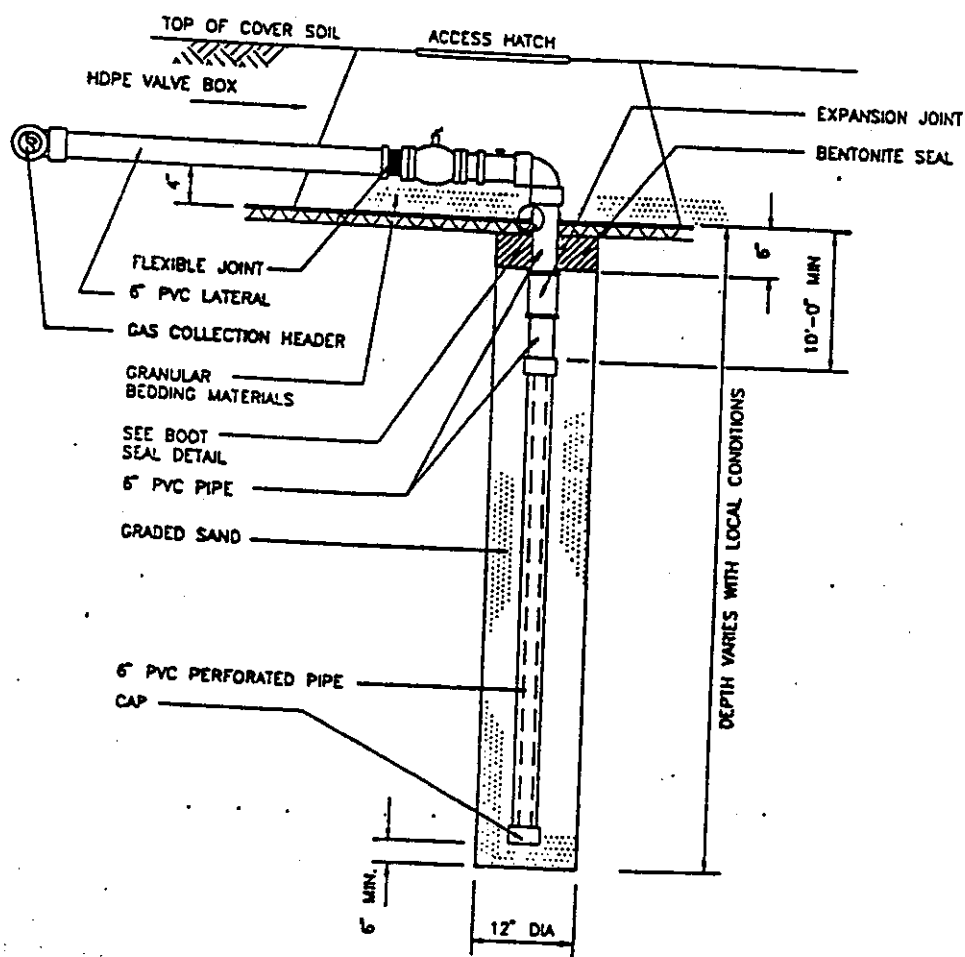 TOP OF COVER SOIL
ACCESS HATCH
HDPE VALVE BOX
EXPANSION JOINT
BENTONITE SEAL
4"
FLEXIBLE JOINT
6" PVC LATERAL
GAS COLLECTION HEADER
GRANULAR
BEDDING MATERIALS
SEE BOOT
SEAL DETAIL
6" PVC PIPE
GRADED SAND
6" PVC PERFORATED PIPE
CAP
6"
10'-0" MIN
DEPTH VARIES WITH LOCAL CONDITIONS
6" MIN.
12" DIA